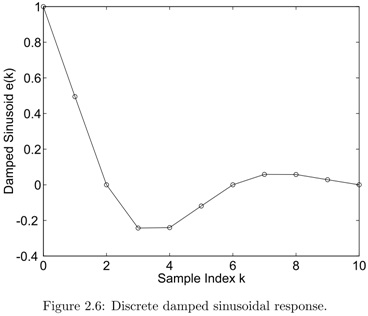 1
0.8
0.6
0.4
0.2
0
-0.2
-0.4
0 2 4 6 8 10
Damped Sinusoid e(k)
Sample Index k
Figure 2.6: Discrete damped sinusoidal response.